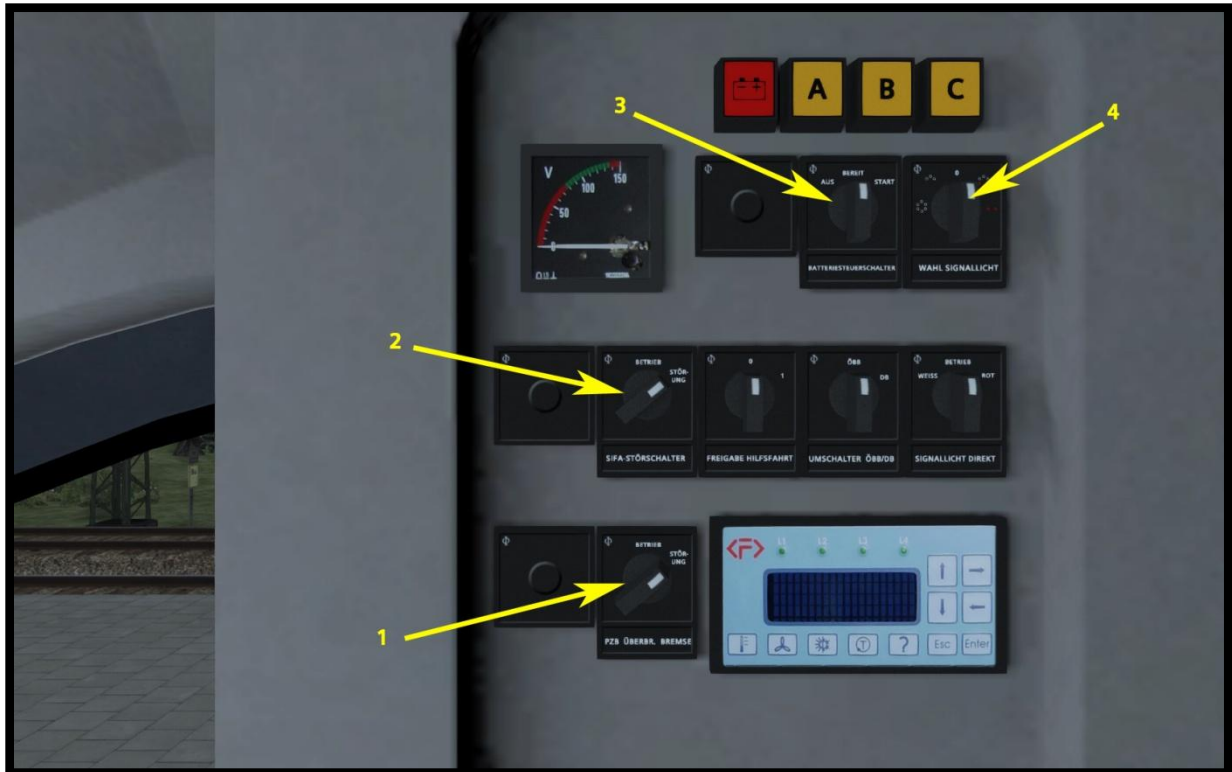 A B C
3
4
V
50
100
150
0
AUS BEREIT START
BATTERIESTEUERSCHALTER
0
WAHL SIGNALLICHT
2
BETRIEB
STÖR-
UNG
SIFA-STÖRSCHALTER
0
1
FREIGABE HILFSFAHRT
ÖBB
DB
UMSCHALTER ÖBB/DB
BETRIEB
WEISS ROT
SIGNALLICHT DIREKT
1
BETRIEB
STÖR-
UNG
PZB ÜBERBR. BREMSE
F
L1 L2 L3 L4
? Esc Enter